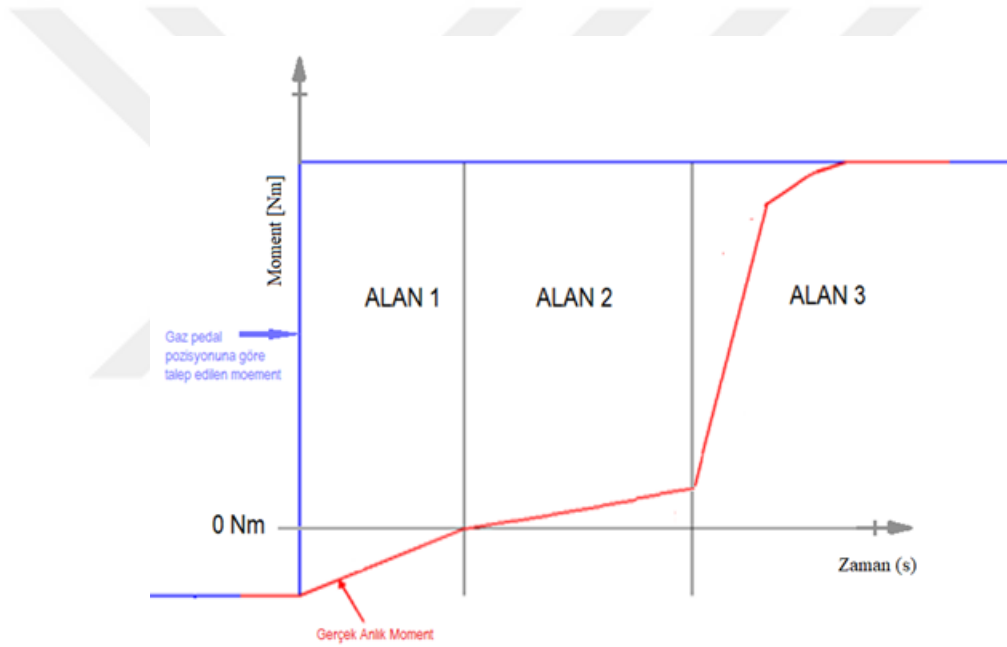 Moment [Nm]
ALAN 1
ALAN 2
ALAN 3
Gaz pedal
pozisyonuna göre
talep edilen moement
0 Nm
Zaman (s)
Gerçek Anlık Moment